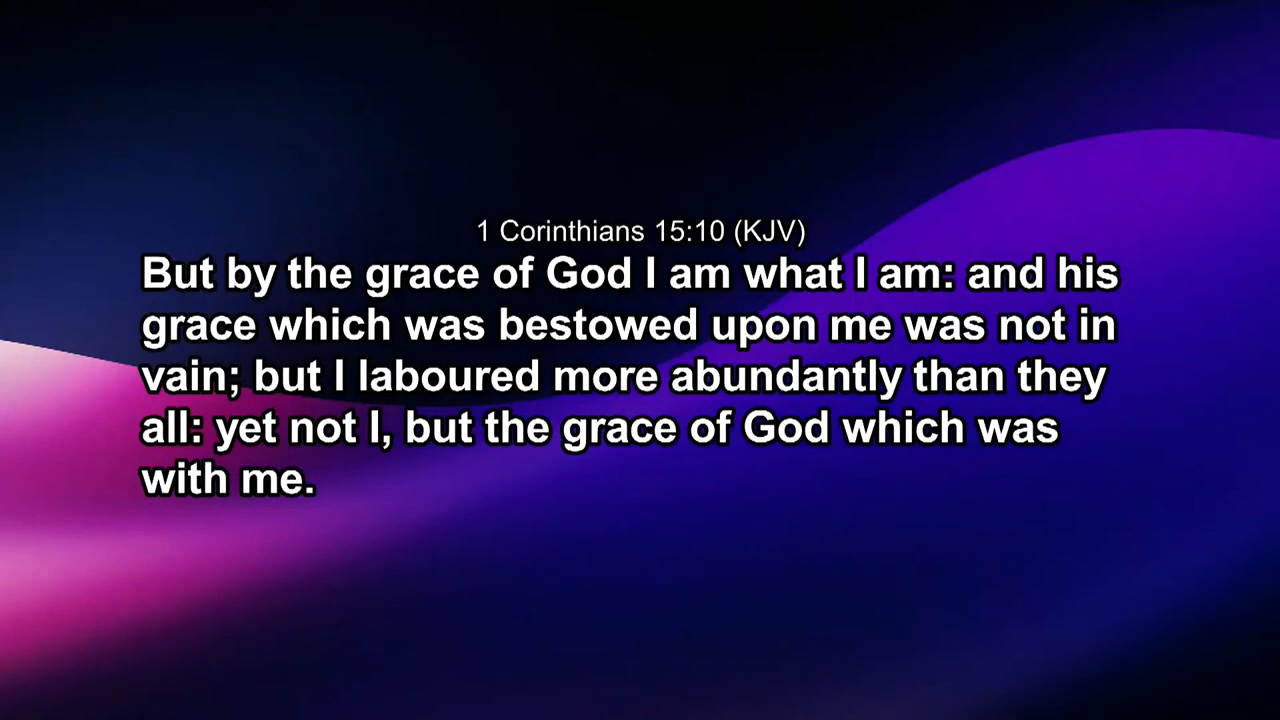 1 Corinthians 15:10 (KJV)
But by the grace of God I am what I am: and his
grace which was bestowed upon me was not in
vain; but I laboured more abundantly than they
all: yet not I, but the grace of God which was
with me.